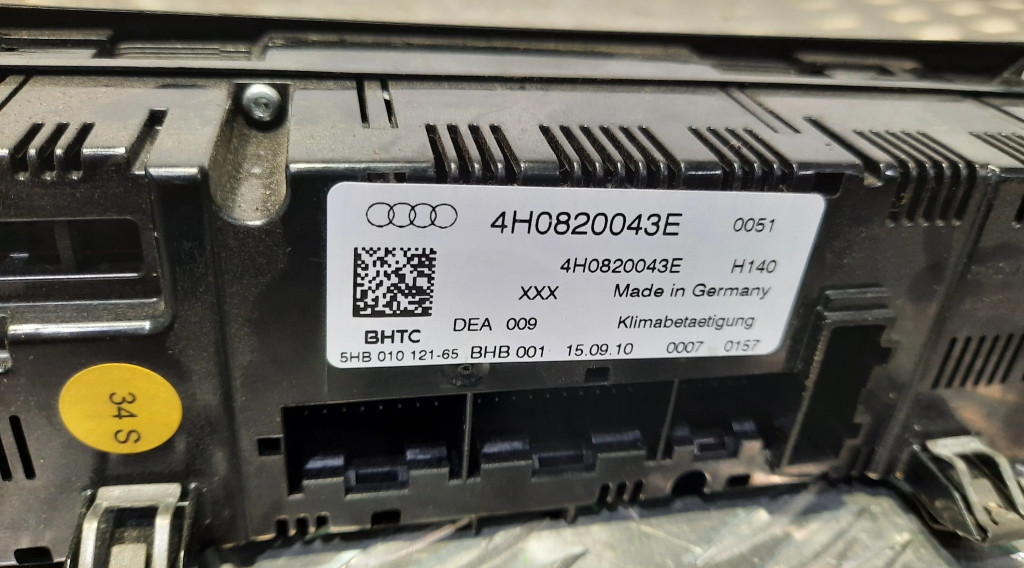 4H0820043E 0051
4H0820043E H140
XXX Made in Germany
BHTC DEA 009 Klimabetaetigung
5HB 010 121-65 BHB 001 15.09.10 0007 0157
34 S